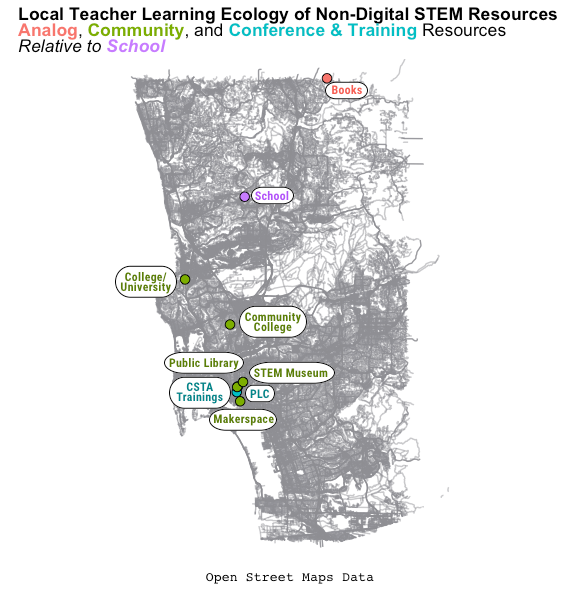 Local Teacher Learning Ecology of Non-Digital STEM Resources
Analog, Community, and Conference & Training Resources
Relative to School
Books
School
College/
University
Community
College
Public Library
STEM Museum
CSTA
Trainings
PLC
Makerspace
Open Street Maps Data